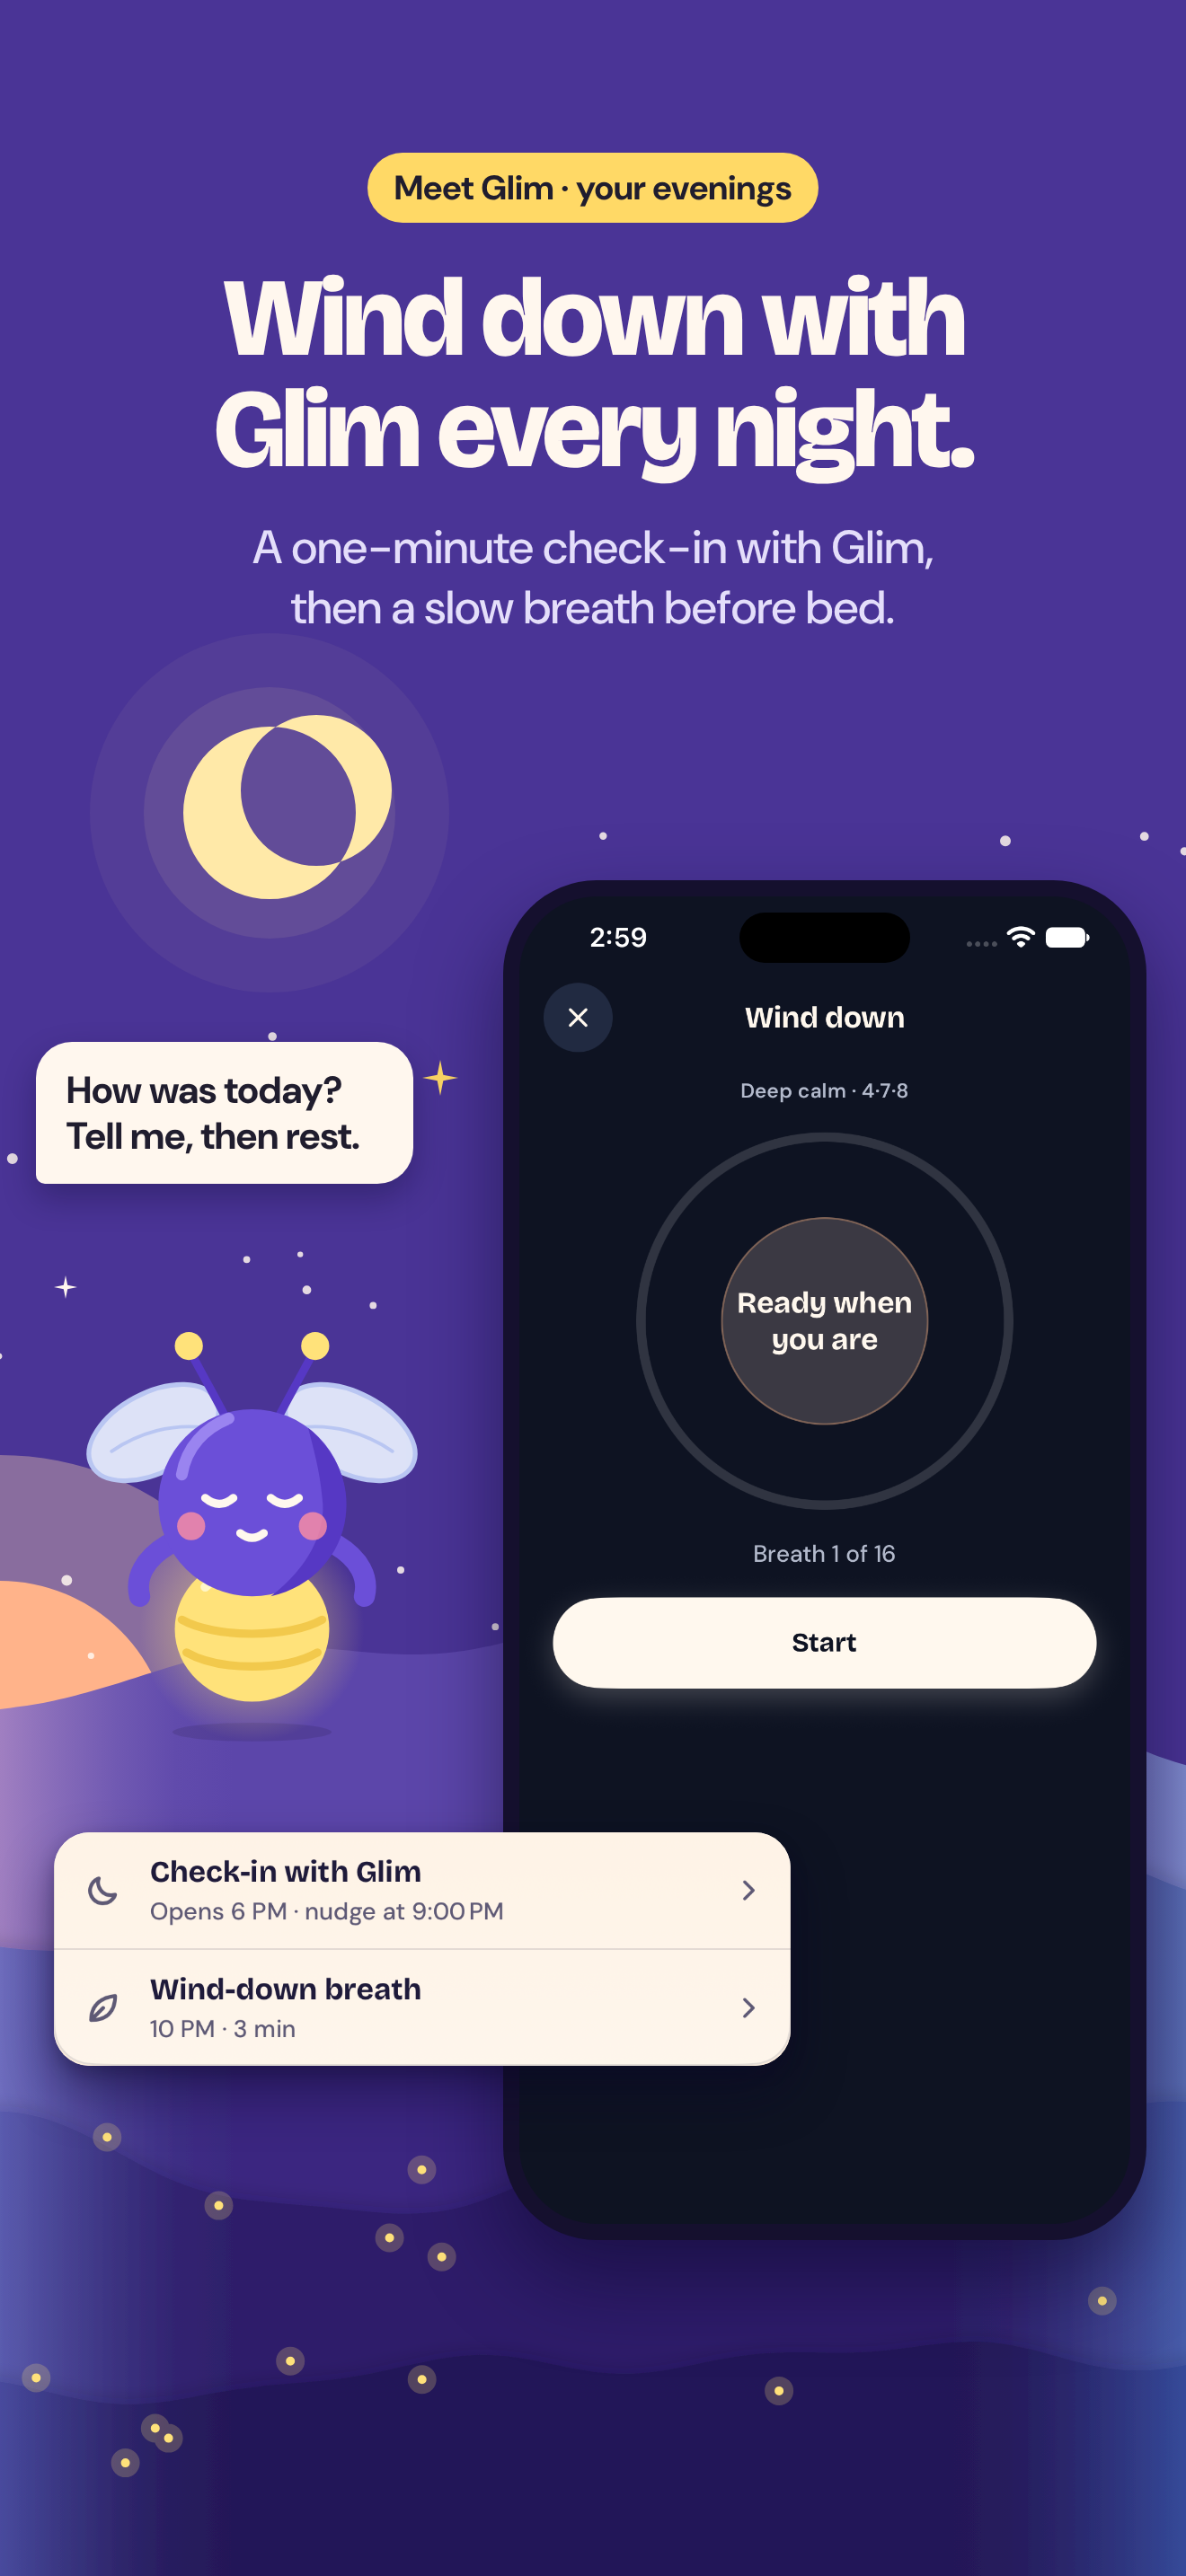 Meet Glim · your evenings
Wind down with
Glim every night.
A one-minute check-in with Glim,
then a slow breath before bed.
2:59
Wind down
Deep calm · 4·7·8
How was today?
Tell me, then rest.
Ready when
you are
Breath 1 of 16
Start
Check-in with Glim
Opens 6 PM · nudge at 9:00 PM
Wind-down breath
10 PM · 3 min